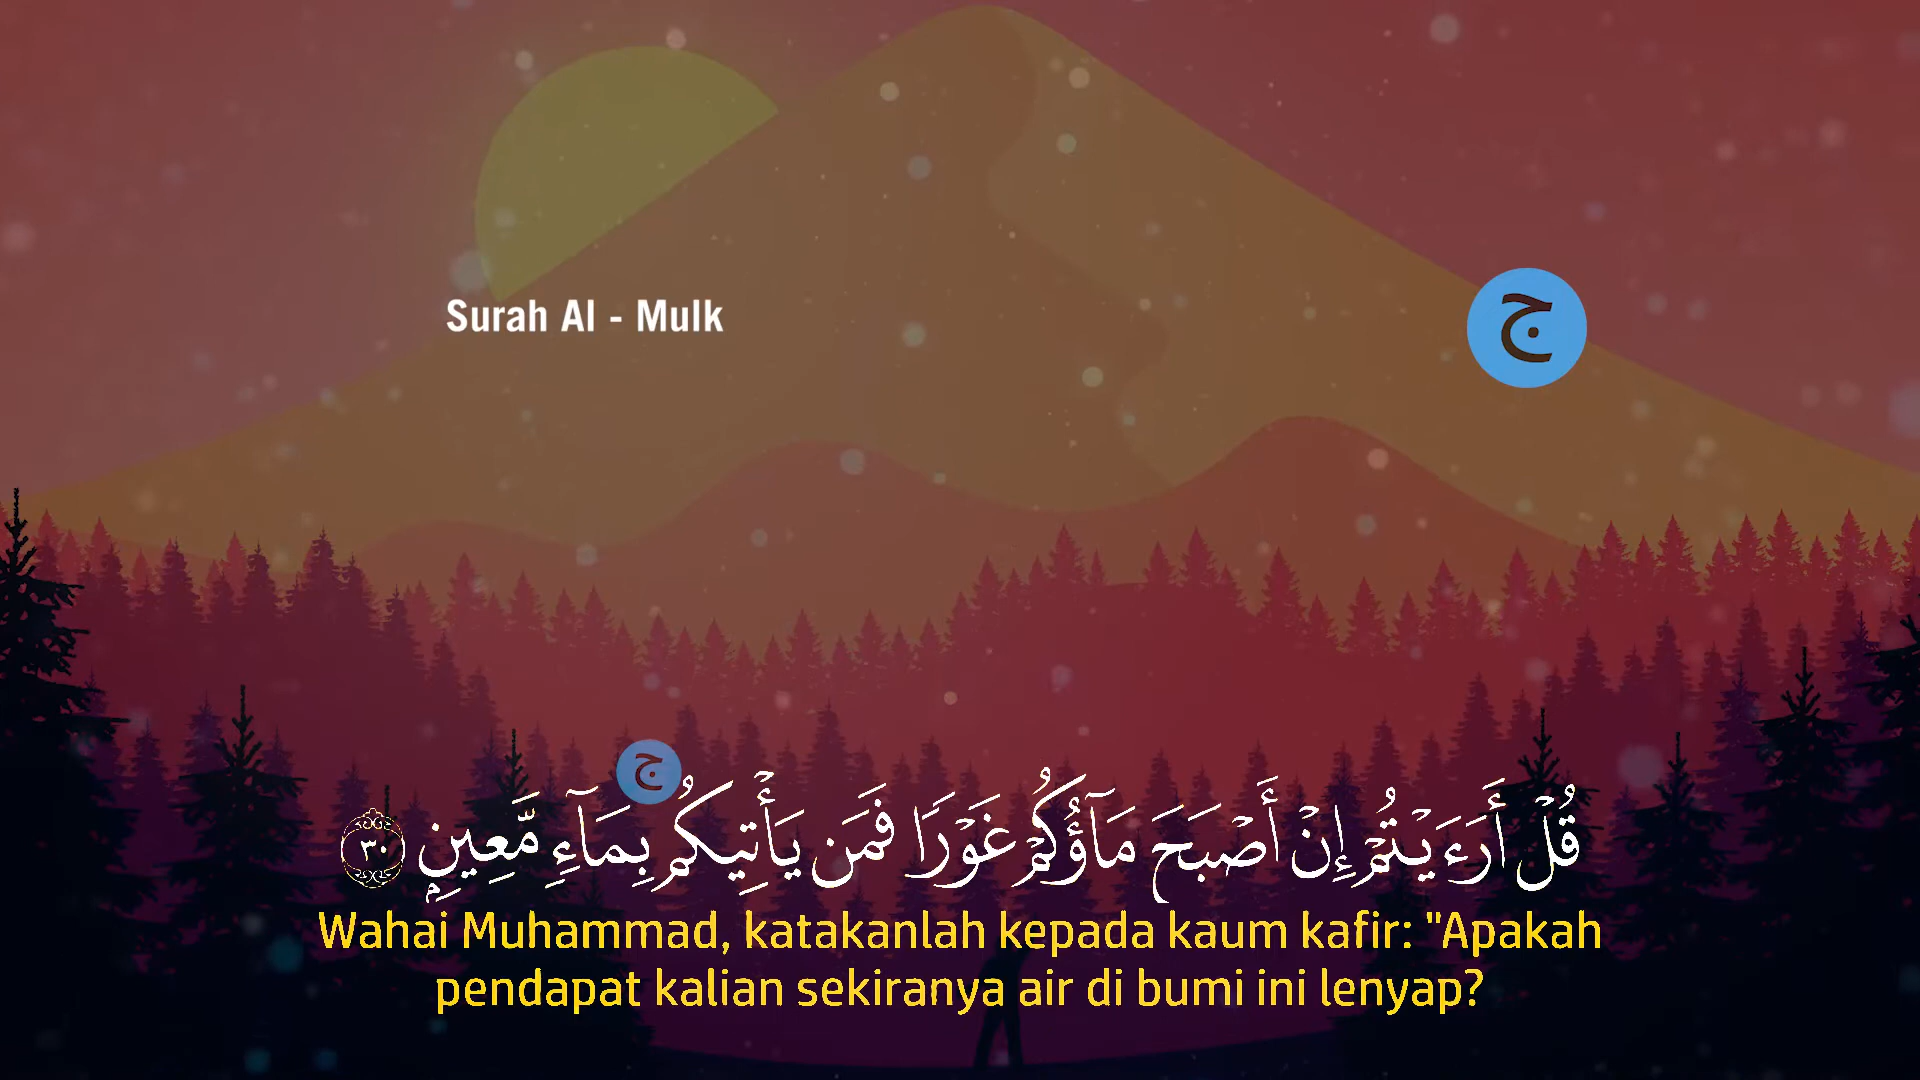 Surah Al - Mulk
ج
ج
قُلْ أَرَءَيْتُمْ إِنْ أَصْبَحَ مَآؤُكُمْ غَوْرًا فَمَن يَأْتِيكُم بِمَآءٍ مَّعِينٍۭ ٣٠
Wahai Muhammad, katakanlah kepada kaum kafir: "Apakah
pendapat kalian sekiranya air di bumi ini lenyap?